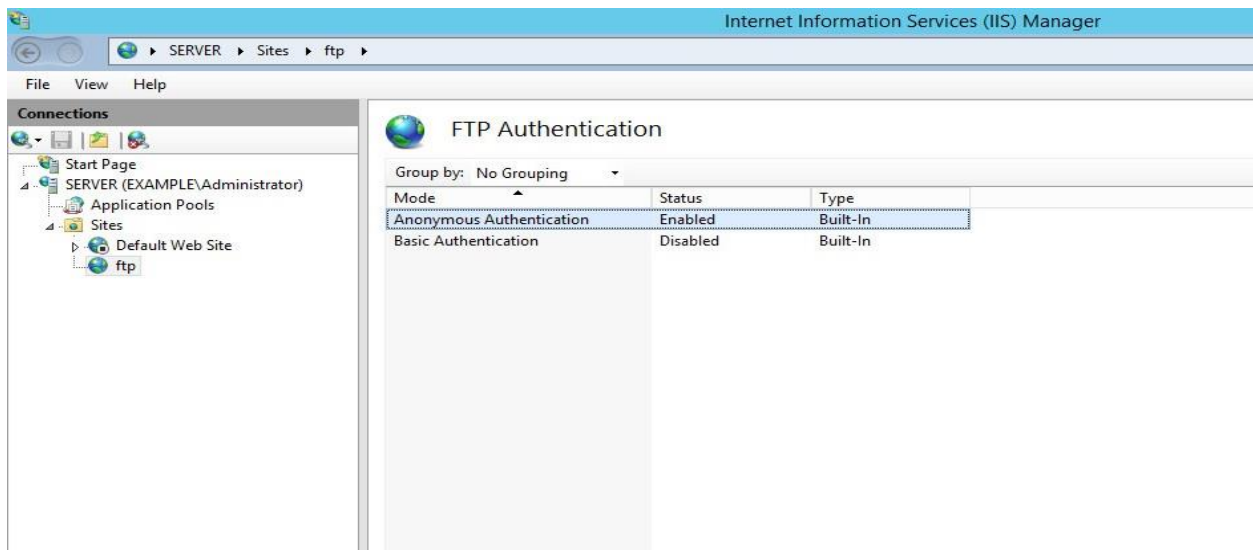 Internet Information Services (IIS) Manager
SERVER Sites ftp
File View Help
Connections
Start Page
SERVER (EXAMPLE\Administrator)
Application Pools
Sites
Default Web Site
ftp
FTP Authentication
Group by: No Grouping
Mode Status Type
Anonymous Authentication Enabled Built-In
Basic Authentication Disabled Built-In